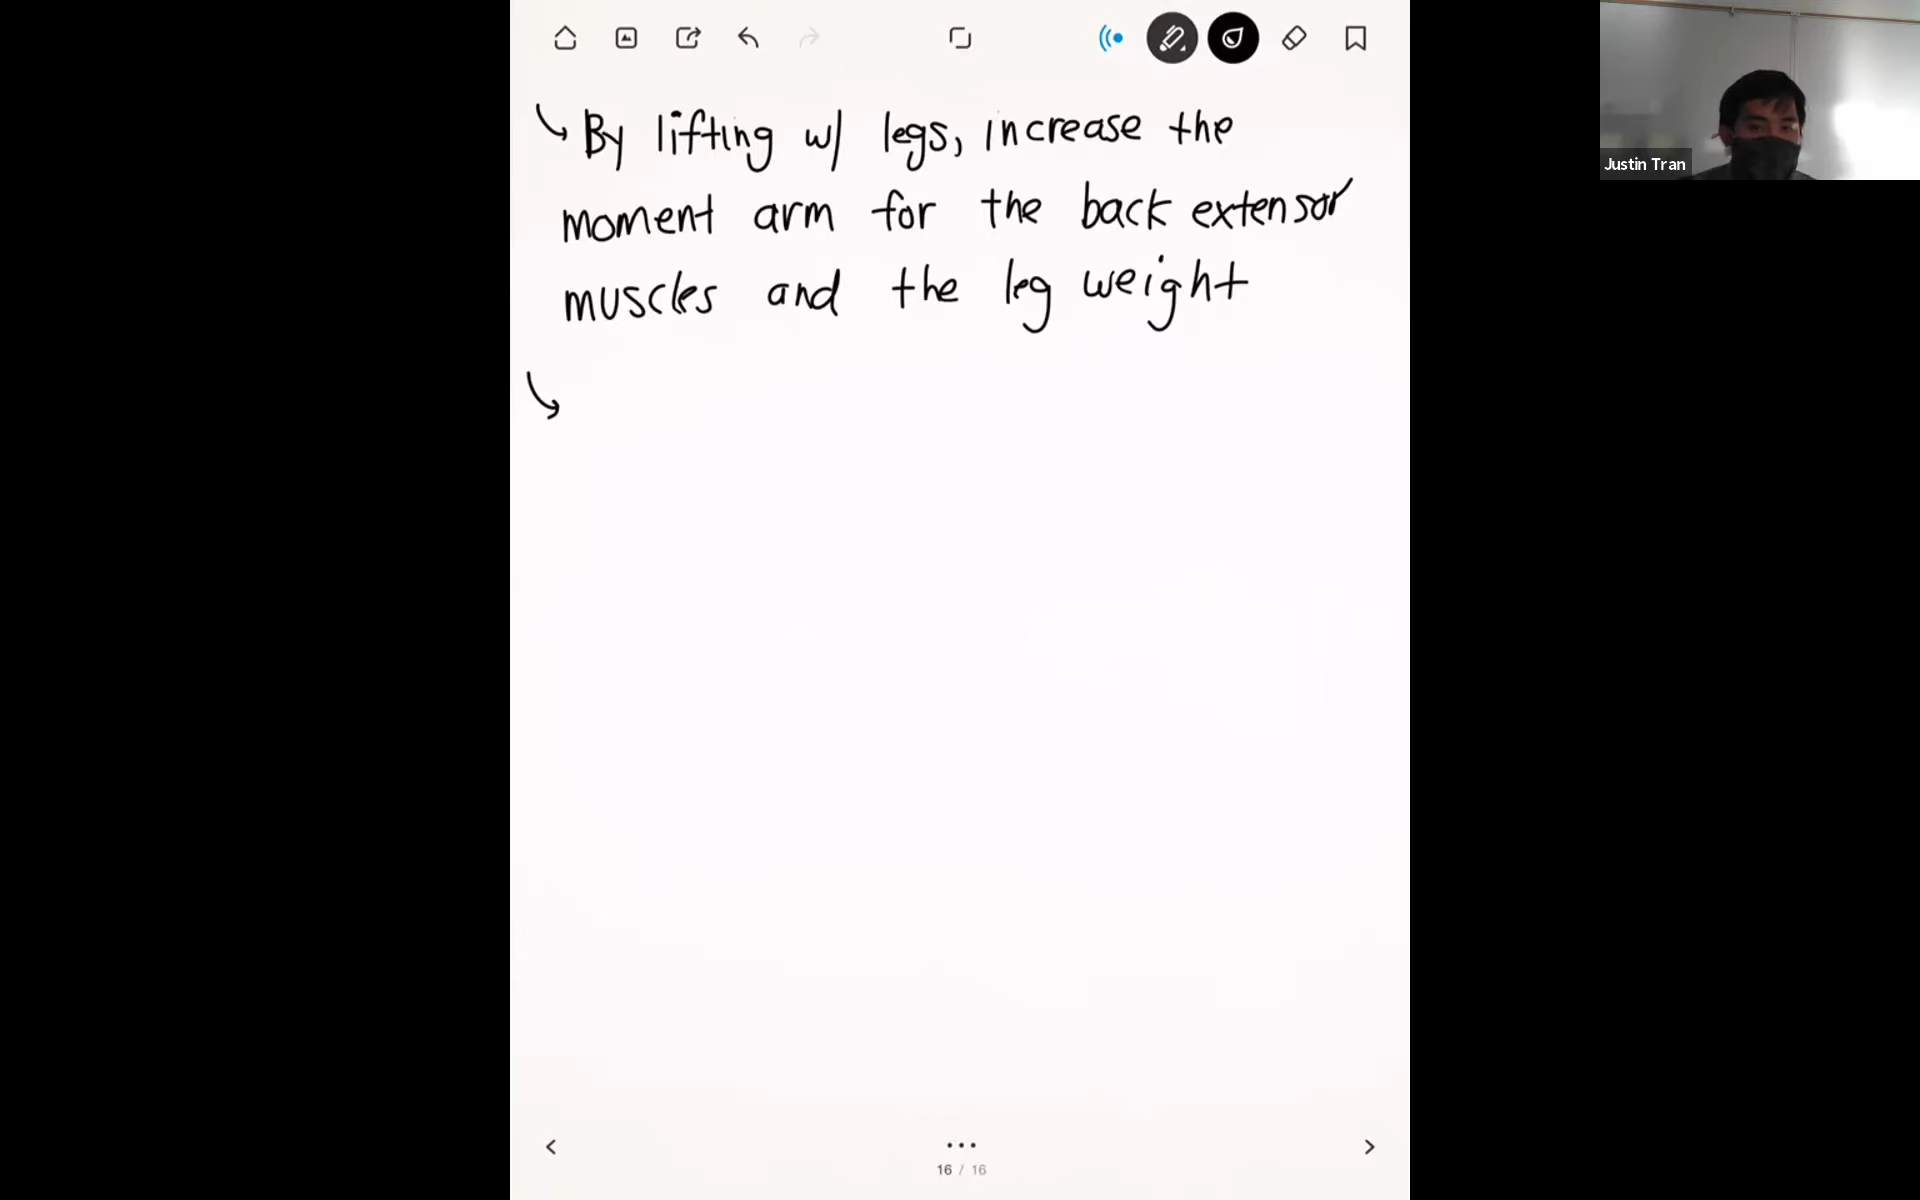 By lifting w/ legs, increase the
moment arm for the back extensor
muscles and the leg weight
Justin Tran
16 / 16